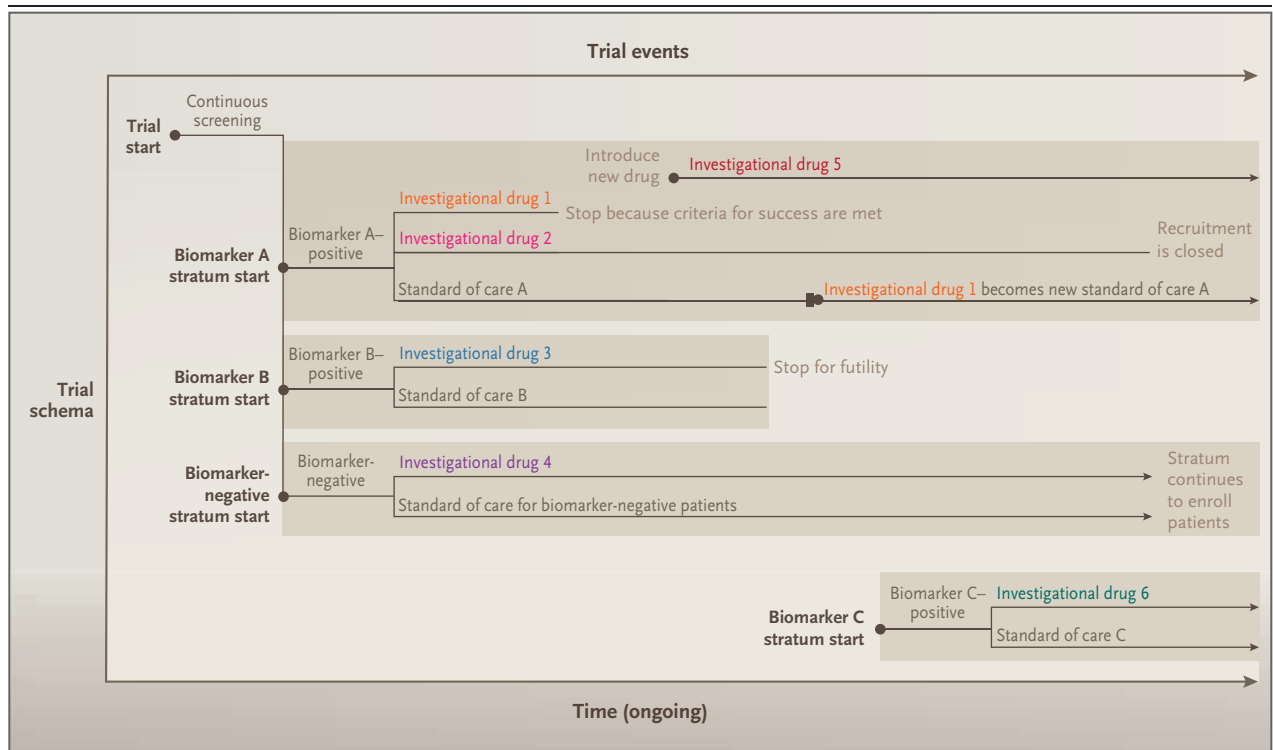 Trial events
Continuous
screening
Trial
start
Introduce
new drug
Investigational drug 5
Investigational drug 1
Stop because criteria for success are met
Biomarker A–
positive
Investigational drug 2
Recruitment
is closed
Biomarker A
stratum start
Standard of care A
Investigational drug 1 becomes new standard of care A
Biomarker B–
positive
Investigational drug 3
Stop for futility
Biomarker B
stratum start
Standard of care B
Trial
schema
Biomarker-
negative
Investigational drug 4
Stratum
continues
to enroll
patients
Biomarker-
negative
stratum start
Standard of care for biomarker-negative patients
Biomarker C–
positive
Investigational drug 6
Biomarker C
stratum start
Standard of care C
Time (ongoing)